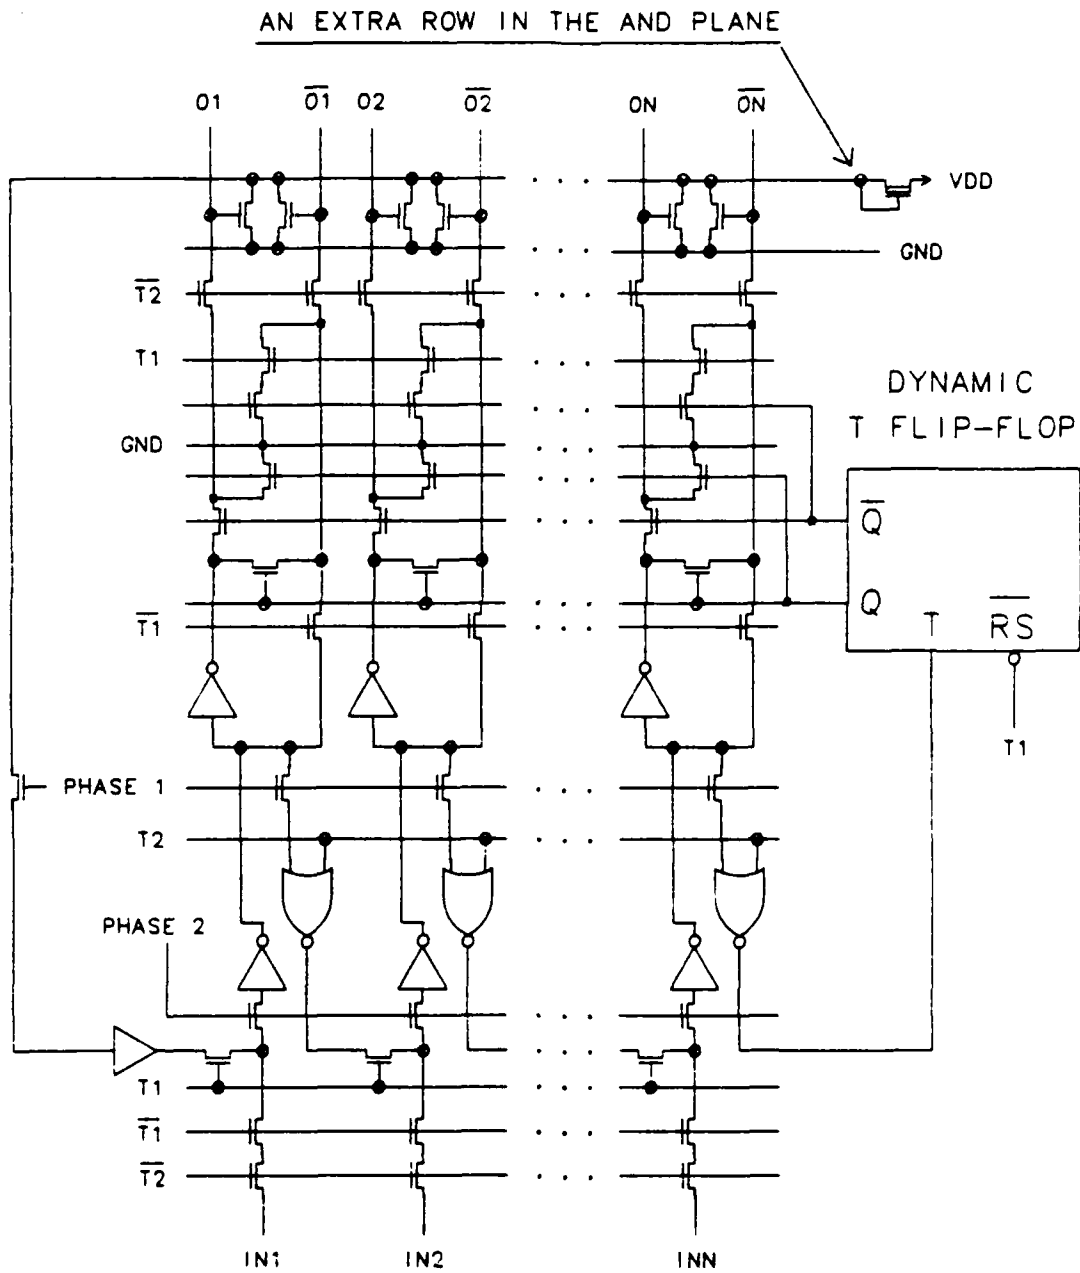 AN EXTRA ROW IN THE AND PLANE
O1 O̅1̅ O2 O̅2̅ ON O̅N̅
VDD
GND
T̅2̅
T1
DYNAMIC
T FLIP-FLOP
GND
Q̅
Q
T R̅S̅
T̅1̅
T1
PHASE 1
T2
PHASE 2
T1
T̅1̅
T̅2̅
IN1 IN2 INN